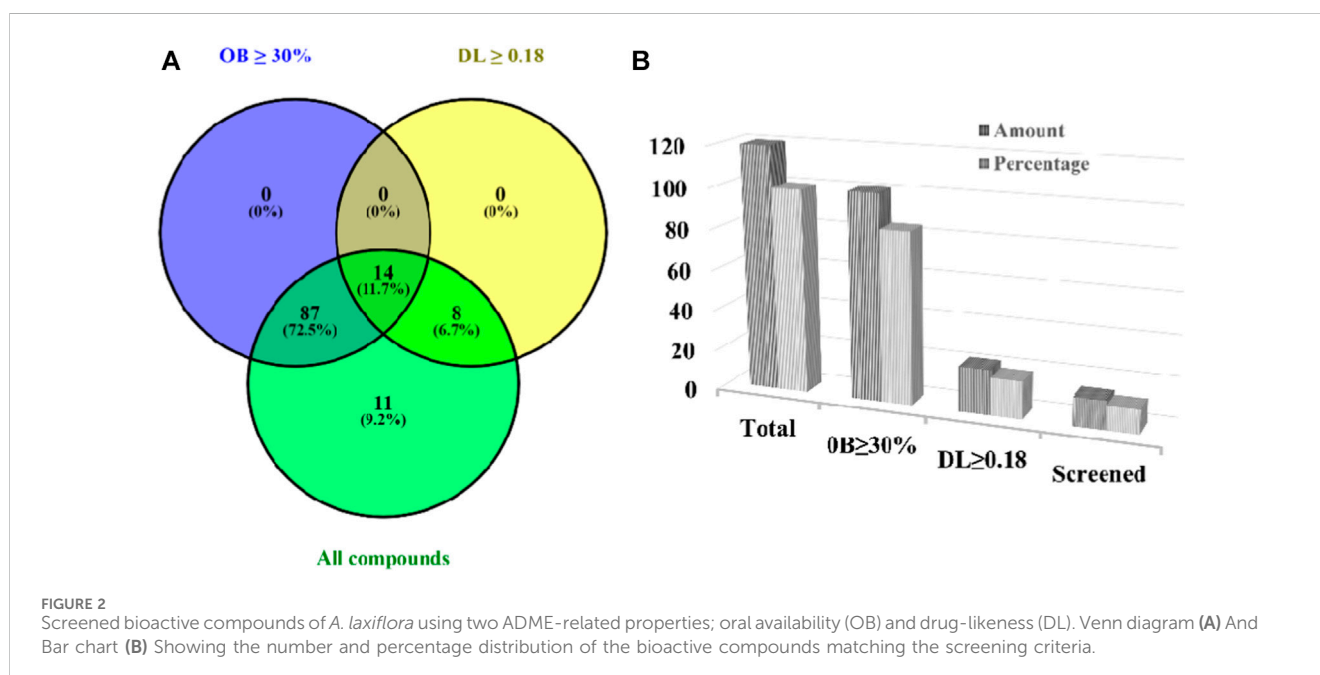 A
OB ≥ 30%
DL ≥ 0.18
0
(0%)
0
(0%)
0
(0%)
14
(11.7%)
87
(72.5%)
8
(6.7%)
11
(9.2%)
All compounds
B
Amount
Percentage
120
100
80
60
40
20
0
Total
0B≥30%
DL≥0.18
Screened
FIGURE 2
Screened bioactive compounds of A. laxiflora using two ADME-related properties; oral availability (OB) and drug-likeness (DL). Venn diagram (A) And
Bar chart (B) Showing the number and percentage distribution of the bioactive compounds matching the screening criteria.